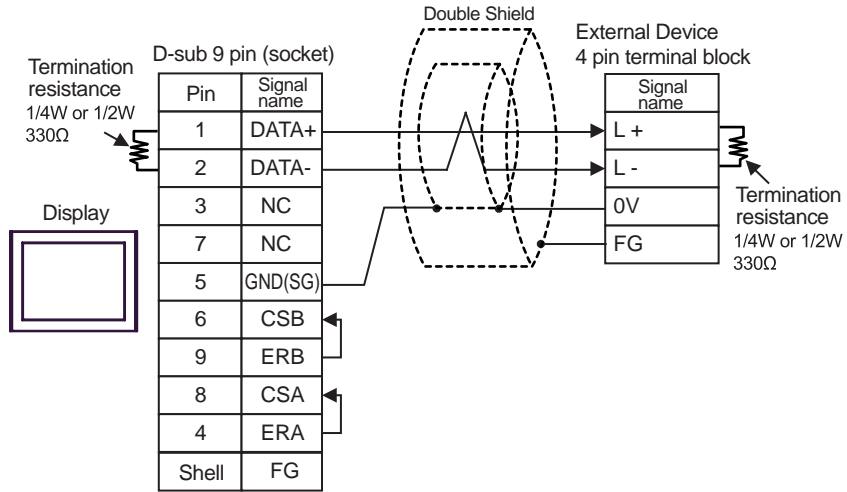 Double Shield
D-sub 9 pin (socket)
External Device
4 pin terminal block
Termination
resistance
1/4W or 1/2W
330Ω
Pin Signal name
1 DATA+
2 DATA-
3 NC
7 NC
5 GND(SG)
6 CSB
9 ERB
8 CSA
4 ERA
Shell FG
Display
Signal
name
L +
L -
0V
FG
Termination
resistance
1/4W or 1/2W
330Ω